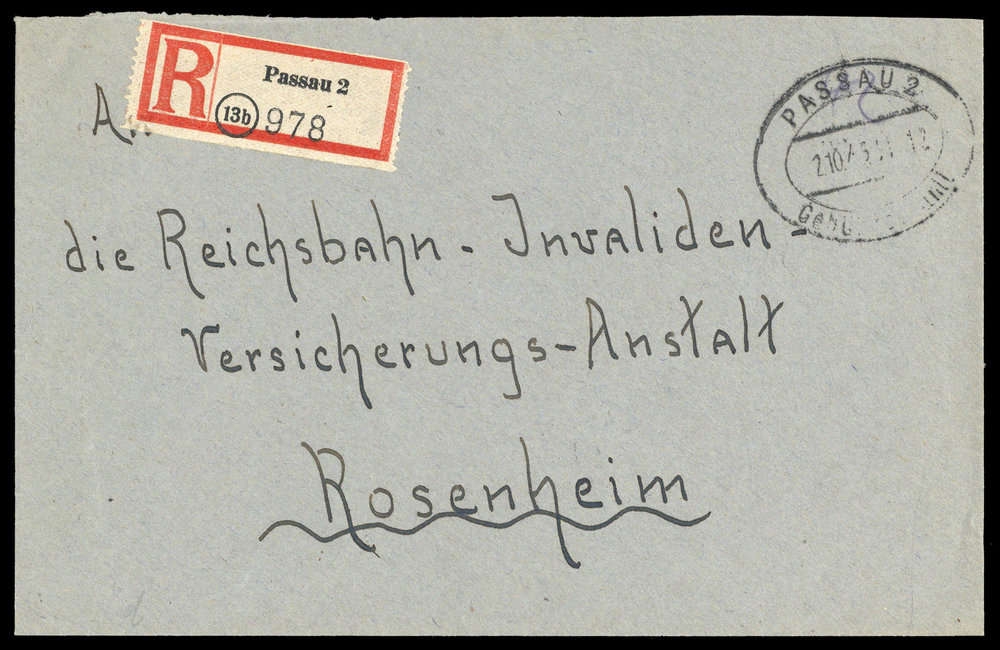 R Passau 2
13b 978
PASSAU 2
An
die Reichsbahn - Invaliden -
Versicherungs-Anstalt
Rosenheim